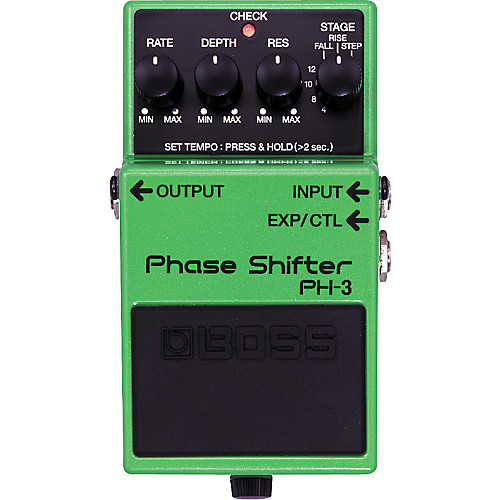 CHECK
RATE DEPTH RES STAGE
RISE
FALL STEP
12
10
8
4
MIN MAX MIN MAX MIN MAX
SET TEMPO : PRESS & HOLD(>2 sec.)
OUTPUT INPUT
EXP/CTL
Phase Shifter
PH-3
BOSS